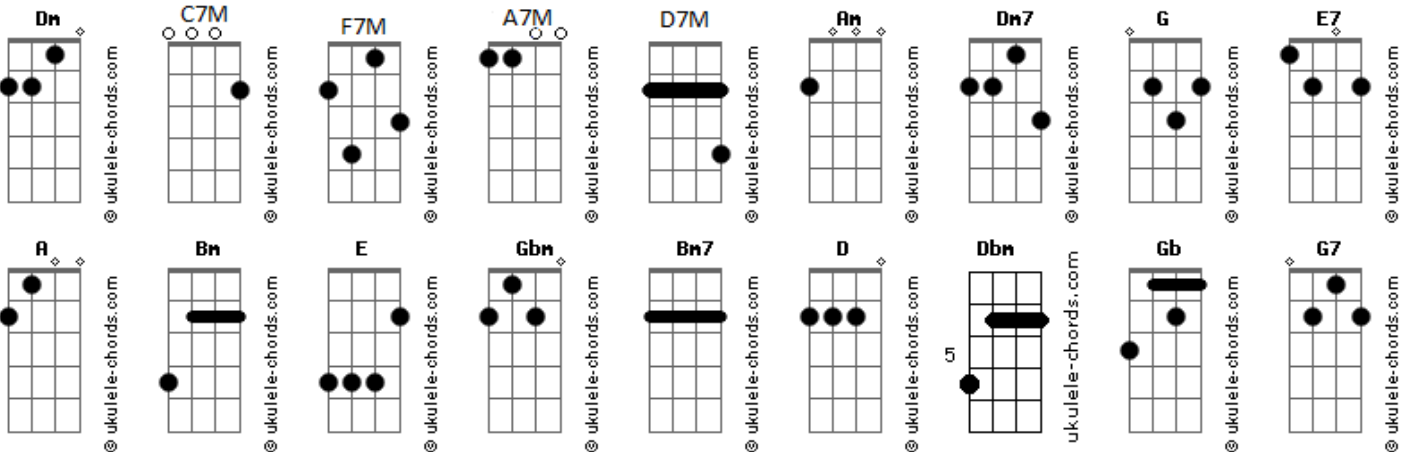 Dm C7M F7M A7M D7M Am Dm7 G E7
© ukulele-chords.com © ukulele-chords.com © ukulele-chords.com © ukulele-chords.com © ukulele-chords.com © ukulele-chords.com © ukulele-chords.com © ukulele-chords.com © ukulele-chords.com
A Bm E Gbm Bm7 D Dbm Gb G7
5
© ukulele-chords.com © ukulele-chords.com © ukulele-chords.com © ukulele-chords.com © ukulele-chords.com © ukulele-chords.com ukulele-chords.com © ukulele-chords.com © ukulele-chords.com